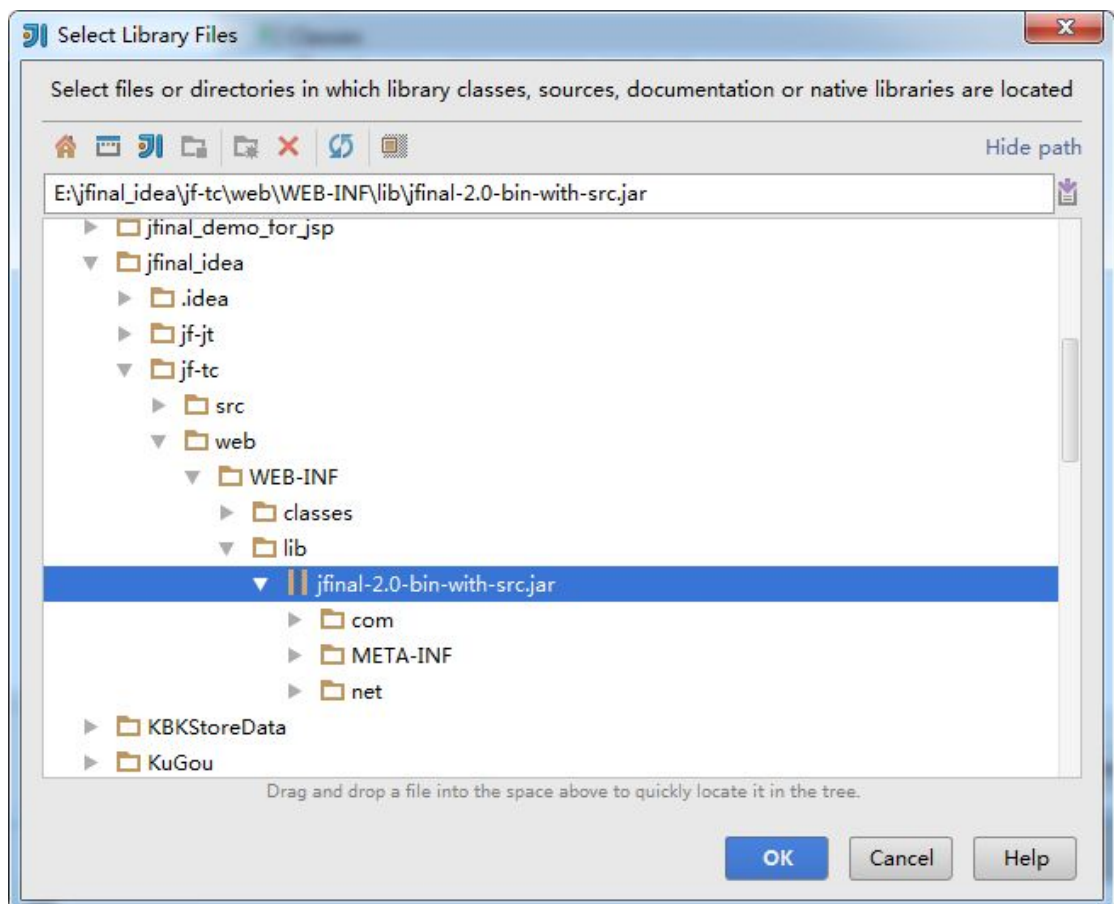 Select Library Files
Select files or directories in which library classes, sources, documentation or native libraries are located
Hide path
E:\jfinal_idea\jf-tc\web\WEB-INF\lib\jfinal-2.0-bin-with-src.jar
jfinal_demo_for_jsp
jfinal_idea
.idea
jf-jt
jf-tc
src
web
WEB-INF
classes
lib
jfinal-2.0-bin-with-src.jar
com
META-INF
net
KBKStoreData
KuGou
Drag and drop a file into the space above to quickly locate it in the tree.
OK Cancel Help